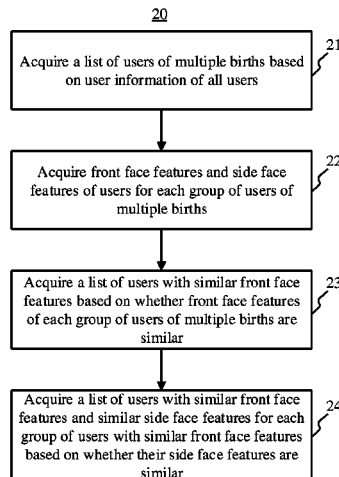 20
Acquire a list of users of multiple births based
on user information of all users
21
Acquire front face features and side face
features of users for each group of users of
multiple births
22
Acquire a list of users with similar front face
features based on whether front face features
of each group of users of multiple births are
similar
23
Acquire a list of users with similar front face
features and similar side face features for each
group of users with similar front face features
based on whether their side face features are
similar
24